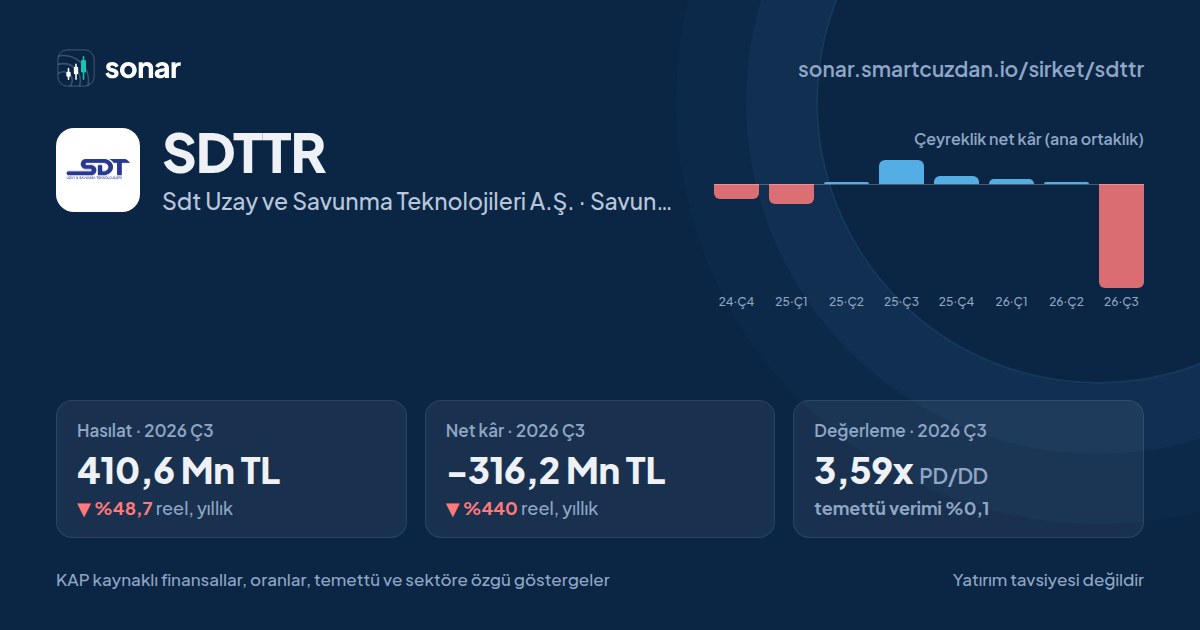 sonar
sonar.smartcuzdan.io/sirket/sdttr
SDT
SDTTR
Sdt Uzay ve Savunma Teknolojileri A.Ş. · Savun…
Çeyreklik net kâr (ana ortaklık)
24·Ç4 25·Ç1 25·Ç2 25·Ç3 25·Ç4 26·Ç1 26·Ç2 26·Ç3
Hasılat · 2026 Ç3
410,6 Mn TL
▼ %48,7 reel, yıllık
Net kâr · 2026 Ç3
−316,2 Mn TL
▼ %440 reel, yıllık
Değerleme · 2026 Ç3
3,59x PD/DD
temettü verimi %0,1
KAP kaynaklı finansallar, oranlar, temettü ve sektöre özgü göstergeler
Yatırım tavsiyesi değildir